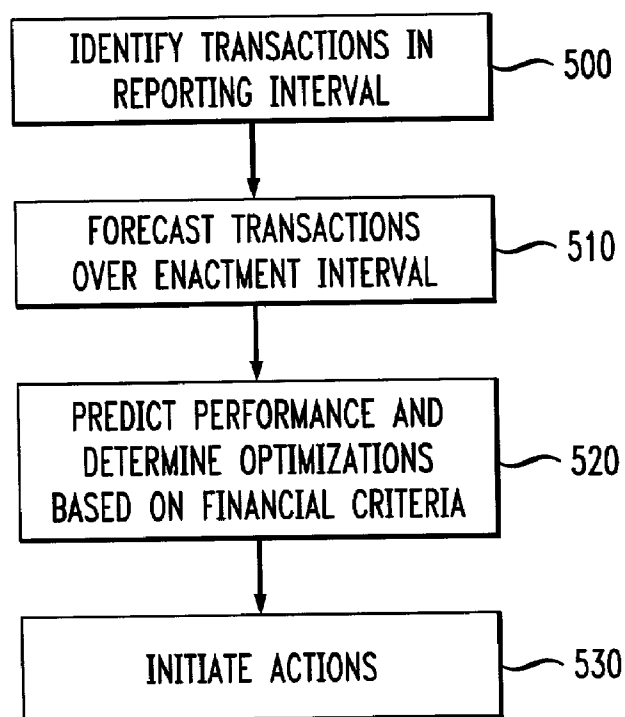 IDENTIFY TRANSACTIONS IN
REPORTING INTERVAL
500
FORECAST TRANSACTIONS
OVER ENACTMENT INTERVAL
510
PREDICT PERFORMANCE AND
DETERMINE OPTIMIZATIONS
BASED ON FINANCIAL CRITERIA
520
INITIATE ACTIONS
530